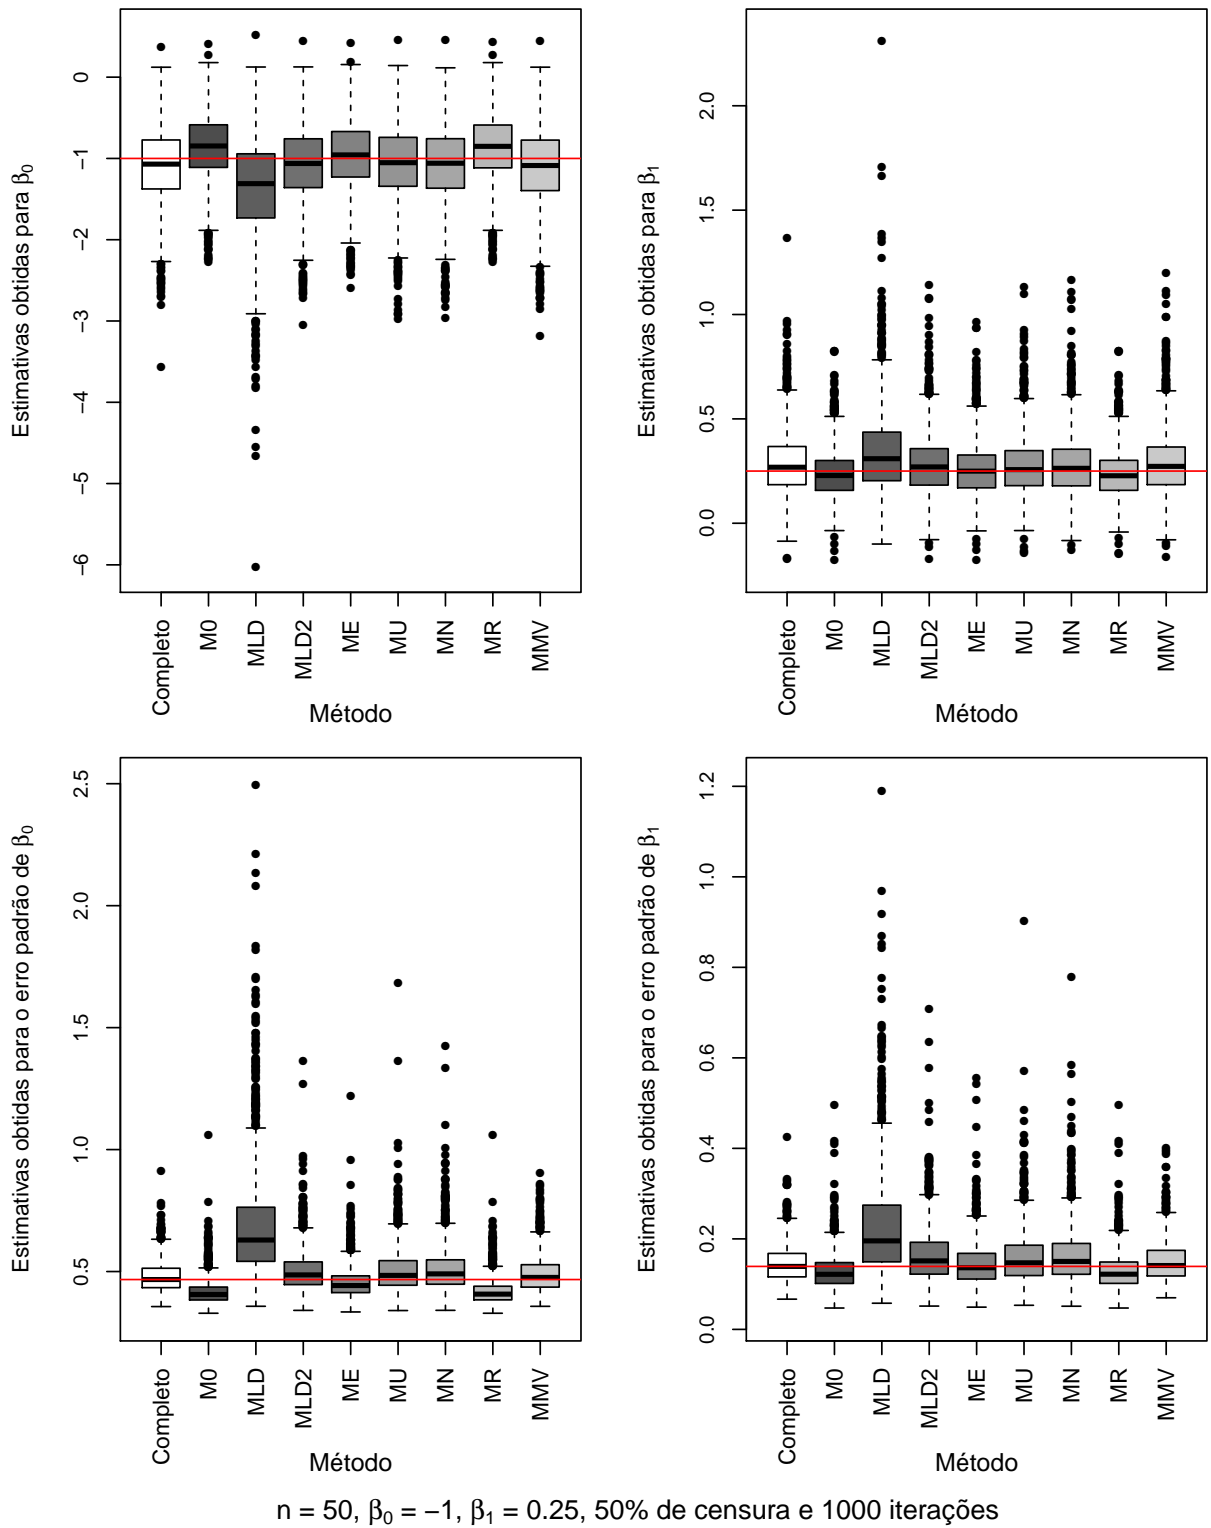 Estimativas obtidas para β₀
0
−1
−2
−3
−4
−5
−6
Completo
M0
MLD
MLD2
ME
MU
MN
MR
MMV
Método
Estimativas obtidas para β₁
2.0
1.5
1.0
0.5
0.0
Completo
M0
MLD
MLD2
ME
MU
MN
MR
MMV
Método
Estimativas obtidas para o erro padrão de β₀
2.5
2.0
1.5
1.0
0.5
Completo
M0
MLD
MLD2
ME
MU
MN
MR
MMV
Método
Estimativas obtidas para o erro padrão de β₁
1.2
1.0
0.8
0.6
0.4
0.2
0.0
Completo
M0
MLD
MLD2
ME
MU
MN
MR
MMV
Método
n = 50, β₀ = −1, β₁ = 0.25, 50% de censura e 1000 iterações